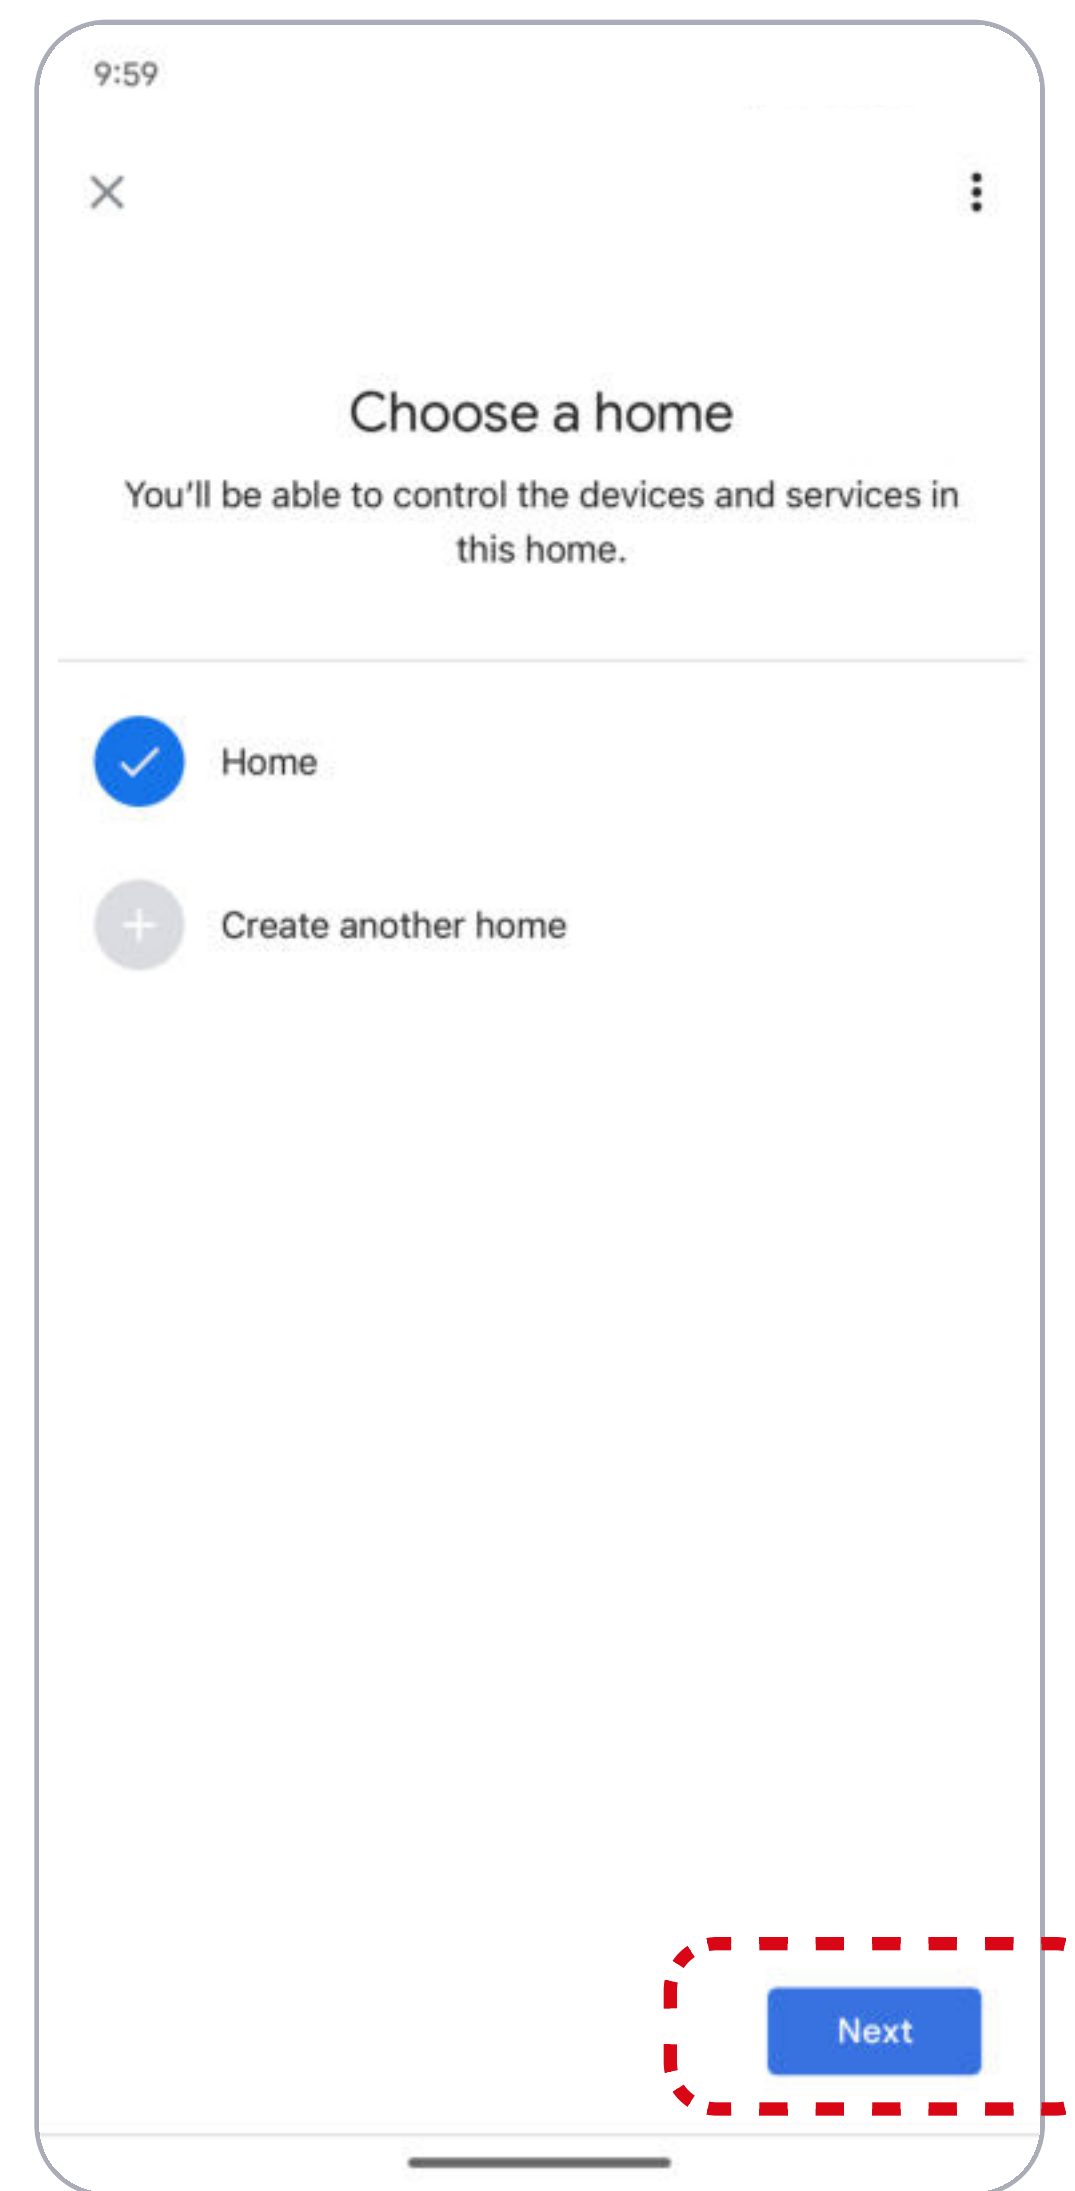 9:59
Choose a home
You'll be able to control the devices and services in
this home.
Home
Create another home
Next